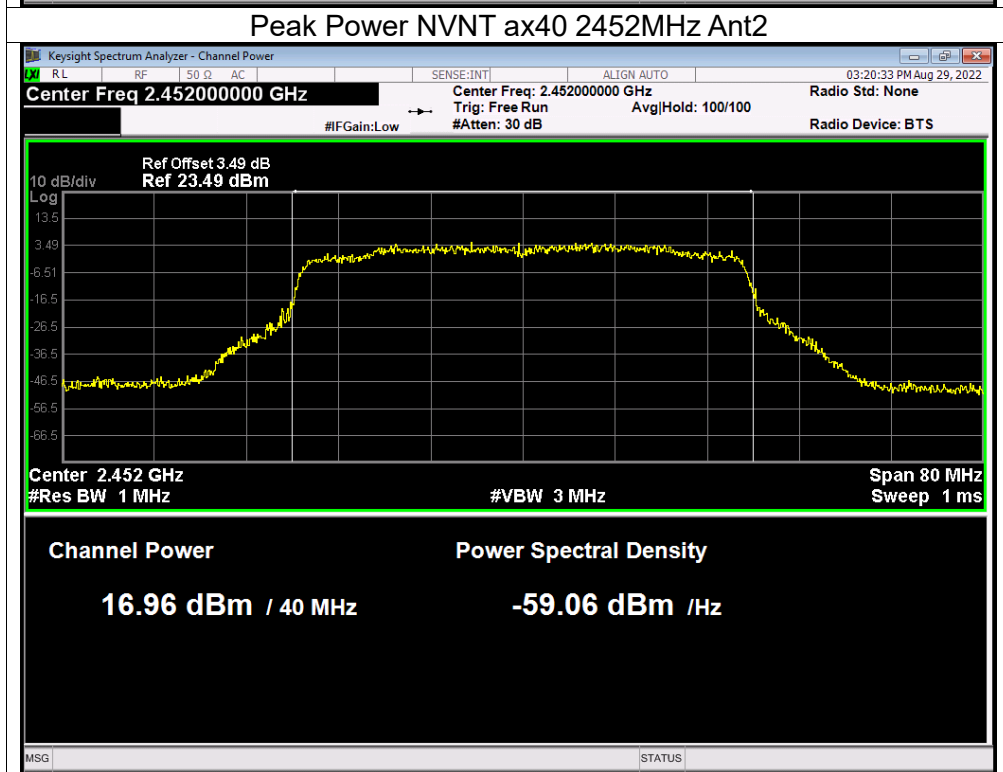 Peak Power NVNT ax40 2452MHz Ant2
Keysight Spectrum Analyzer - Channel Power
LXI RL RF 50 Ω AC SENSE:INT ALIGN AUTO 03:20:33 PM Aug 29, 2022
Center Freq 2.452000000 GHz Center Freq: 2.452000000 GHz Radio Std: None
Trig: Free Run Avg|Hold: 100/100
#IFGain:Low #Atten: 30 dB Radio Device: BTS
Ref Offset 3.49 dB
10 dB/div Ref 23.49 dBm
Log
13.5
3.49
-6.51
-16.5
-26.5
-36.5
-46.5
-56.5
-66.5
Center 2.452 GHz Span 80 MHz
#Res BW 1 MHz #VBW 3 MHz Sweep 1 ms
Channel Power Power Spectral Density
16.96 dBm / 40 MHz -59.06 dBm /Hz
MSG STATUS